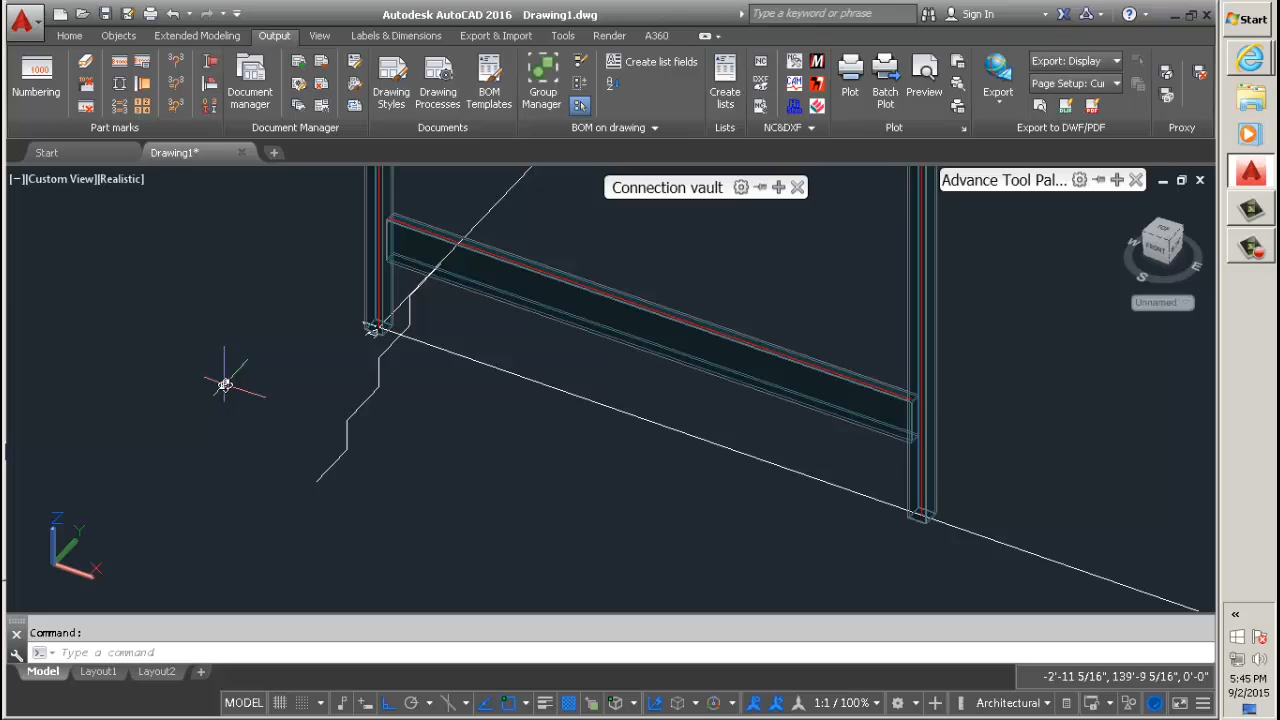 Autodesk AutoCAD 2016 Drawing1.dwg
Type a keyword or phrase
Sign In
Start
Home Objects Extended Modeling Output View Labels & Dimensions Export & Import Tools Render A360
Numbering
Part marks
Document manager
Document Manager
Drawing Styles
Drawing Processes
BOM Templates
Documents
Group Manager
Create list fields
BOM on drawing
Create lists
Lists
NC
DXF
NC&DXF
Plot
Batch Plot
Preview
Plot
Export
Export: Display
Page Setup: Cu
Export to DWF/PDF
Proxy
Start Drawing1*
[−][Custom View][Realistic]
Connection vault
Advance Tool Pal...
TOP
FRONT
W
S
E
Unnamed
Z
Y
X
Command:
Type a command
Model Layout1 Layout2
-2'-11 5/16", 139'-9 5/16", 0'-0"
MODEL
1:1 / 100%
Architectural
5:45 PM
9/2/2015